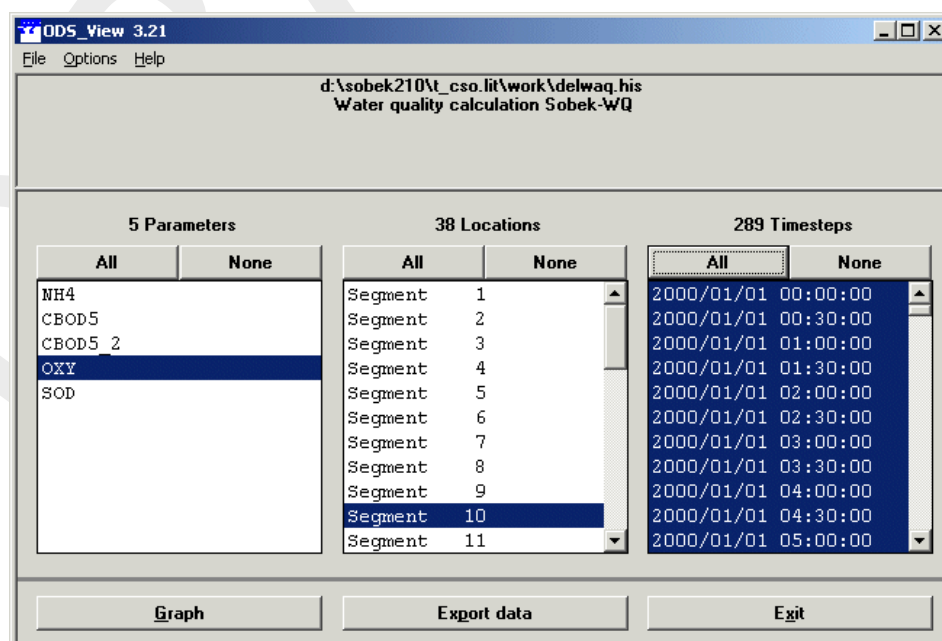 ODS_View 3.21
File Options Help
d:\sobek210\t_cso.lit\work\delwaq.his
Water quality calculation Sobek-WQ
5 Parameters
All None
NH4
CBOD5
CBOD5_2
OXY
SOD
38 Locations
All None
Segment 1
Segment 2
Segment 3
Segment 4
Segment 5
Segment 6
Segment 7
Segment 8
Segment 9
Segment 10
Segment 11
289 Timesteps
All None
2000/01/01 00:00:00
2000/01/01 00:30:00
2000/01/01 01:00:00
2000/01/01 01:30:00
2000/01/01 02:00:00
2000/01/01 02:30:00
2000/01/01 03:00:00
2000/01/01 03:30:00
2000/01/01 04:00:00
2000/01/01 04:30:00
2000/01/01 05:00:00
Graph Export data Exit